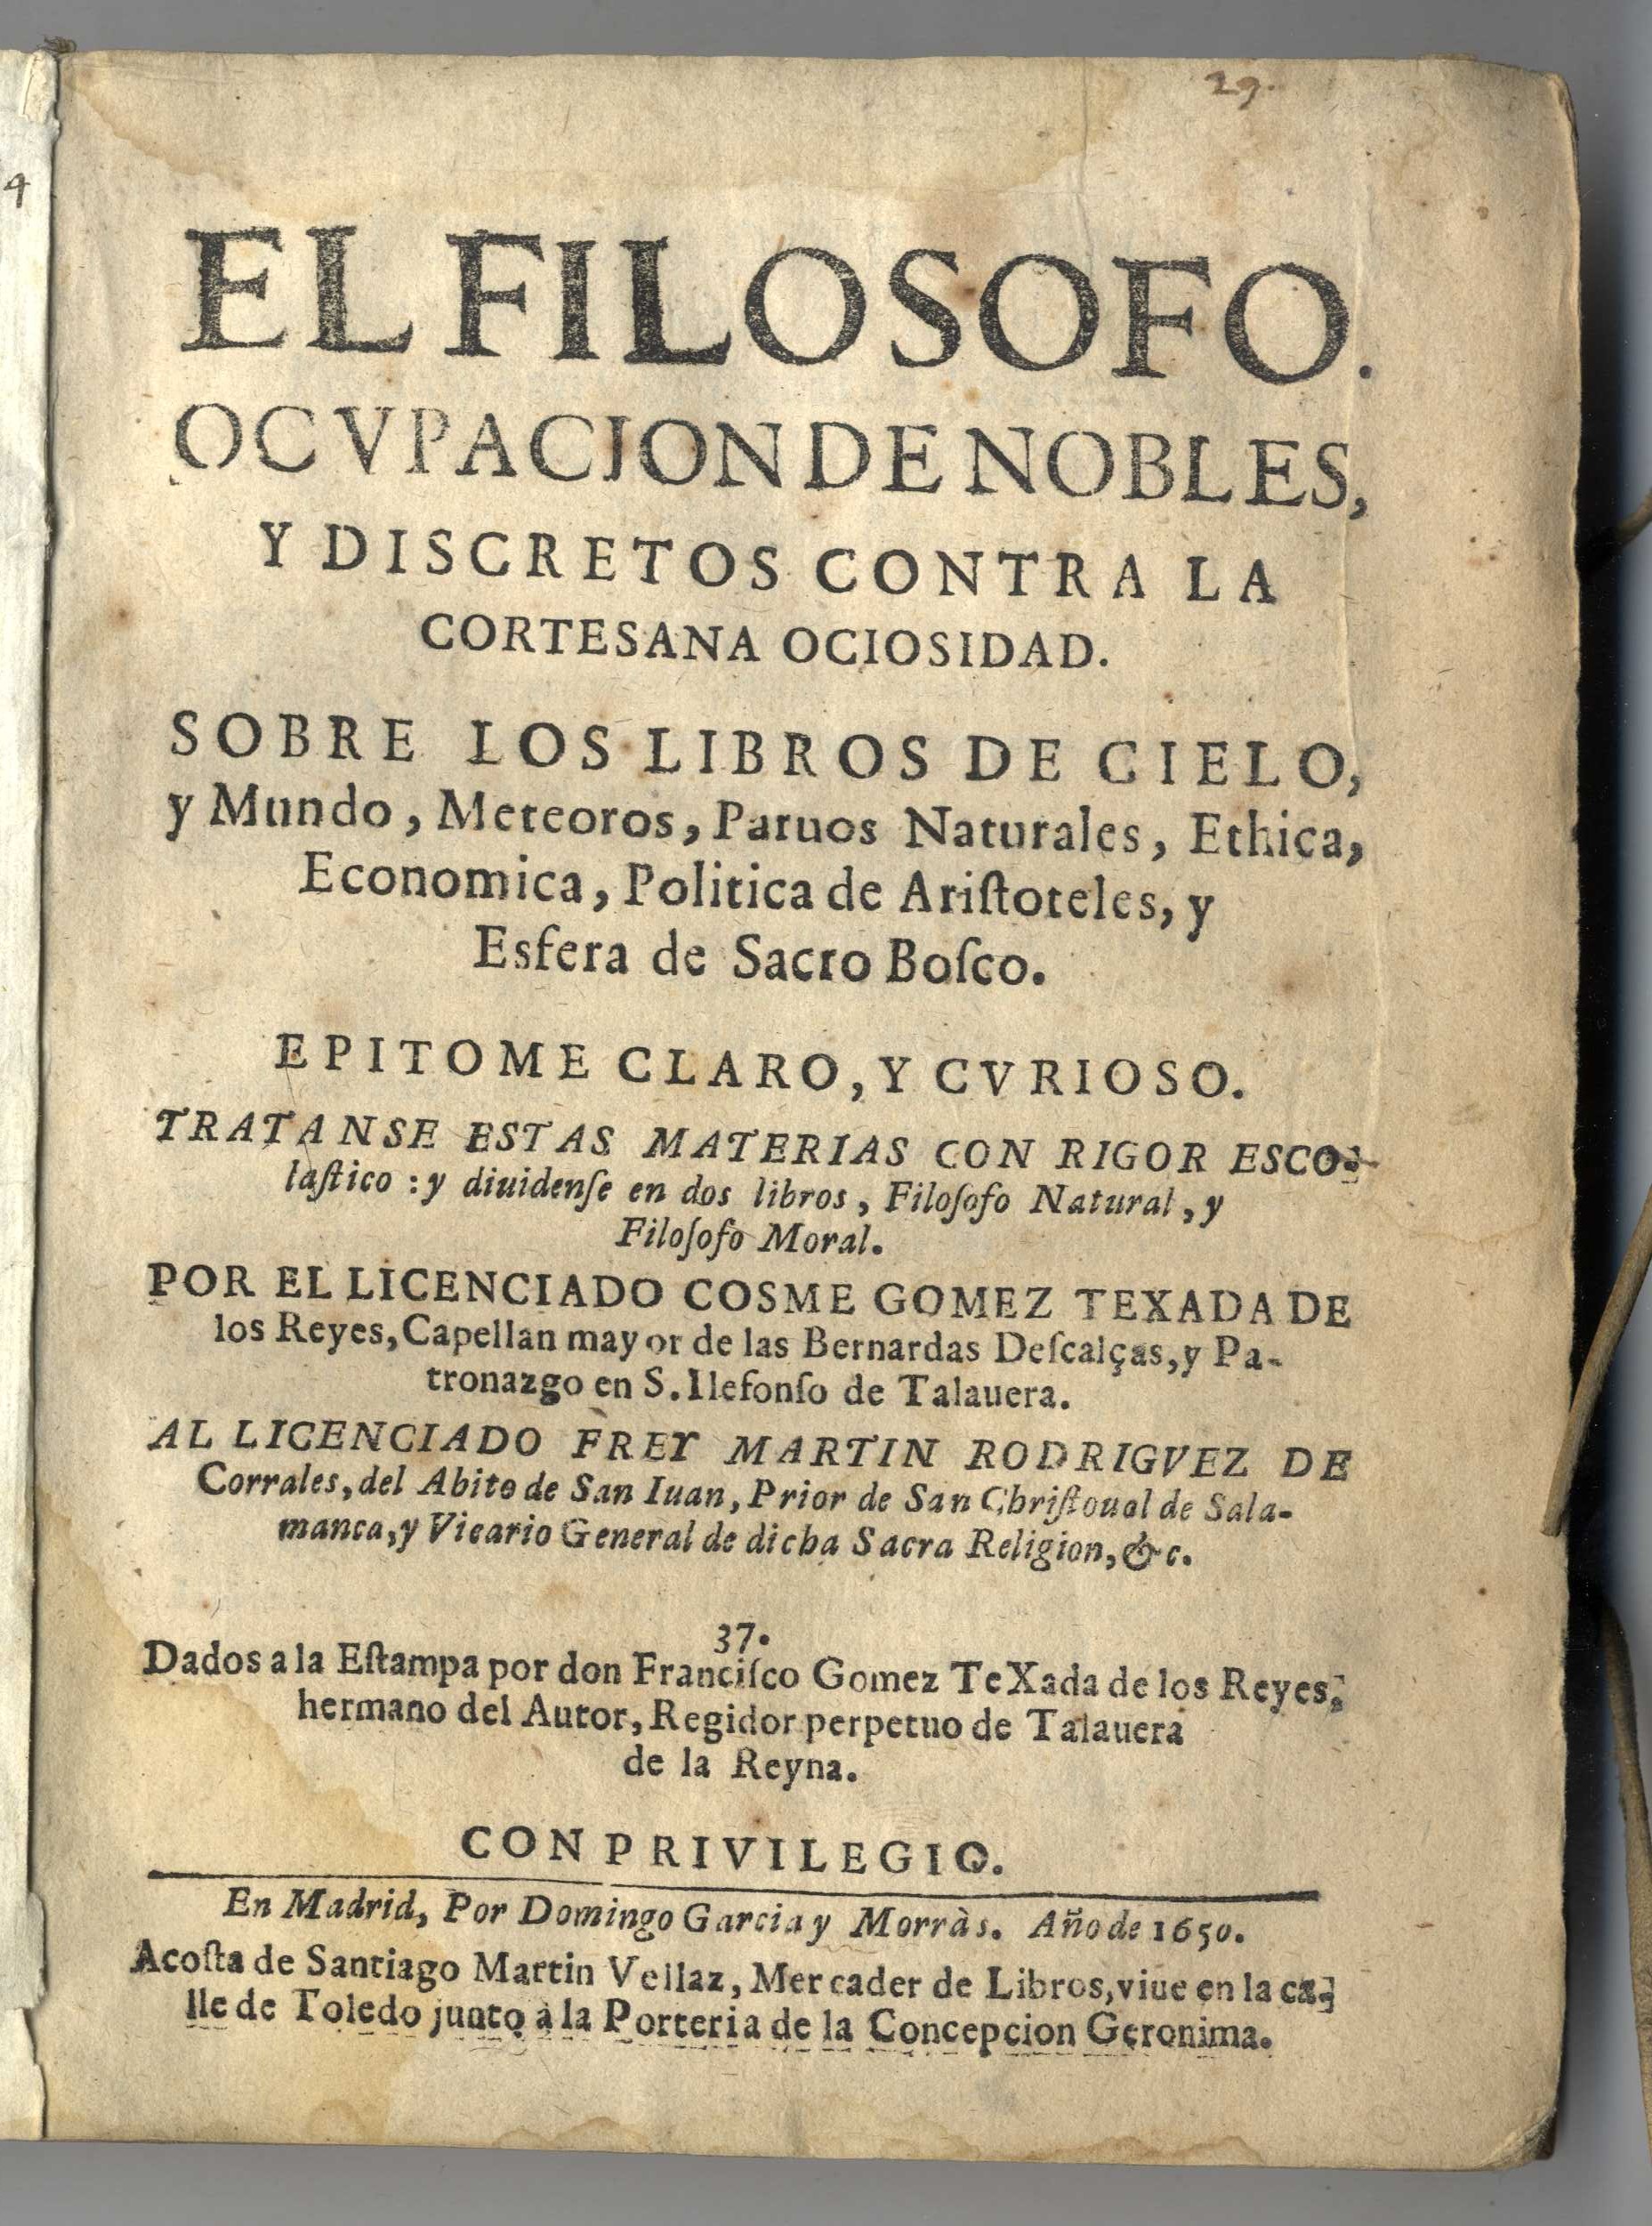 29.
4
EL FILOSOFO.
OCVPACION DE NOBLES,
Y DISCRETOS CONTRA LA
CORTESANA OCIOSIDAD.
SOBRE LOS LIBROS DE CIELO,
y Mundo, Meteoros, Paruos Naturales, Ethica,
Economica, Politica de Ariſtoteles, y
Esfera de Sacro Boſco.
EPITOME CLARO, Y CVRIOSO.
TRATANSE ESTAS MATERIAS CON RIGOR ESCO-
laſtico : y diuidenſe en dos libros, Filoſofo Natural, y
Filoſofo Moral.
POR EL LICENCIADO COSME GOMEZ TEXADA DE
los Reyes, Capellan mayor de las Bernardas Deſcalças, y Pa-
tronazgo en S. Ilefonſo de Talauera.
AL LICENCIADO FREY MARTIN RODRIGVEZ DE
Corrales, del Abito de San Iuan, Prior de San Chriſtoual de Sala-
manca, y Vicario General de dicha Sacra Religion, &c.
37.
Dados a la Eſtampa por don Franciſco Gomez TeXada de los Reyes,
hermano del Autor, Regidor perpetuo de Talauera
de la Reyna.
CON PRIVILEGIO.
En Madrid, Por Domingo Garcia y Morràs. Año de 1650.
Acoſta de Santiago Martin Vellaz, Mercader de Libros, viue en la ca-
lle de Toledo junto à la Porteria de la Concepcion Geronima.